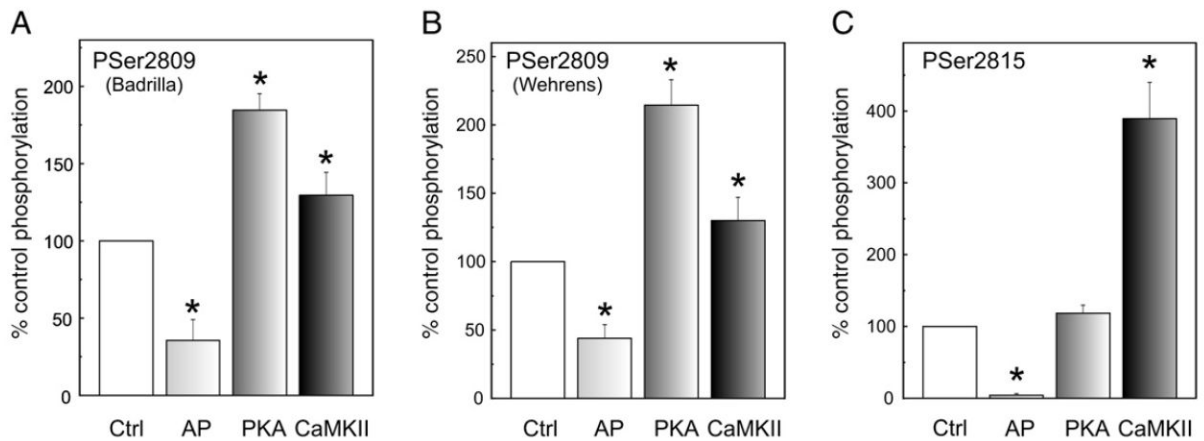 A
% control phosphorylation
PSer2809
(Badrilla)
200
150
100
50
0
*
*
*
Ctrl AP PKA CaMKII
B
% control phosphorylation
PSer2809
(Wehrens)
250
200
150
100
50
0
*
*
*
Ctrl AP PKA CaMKII
C
% control phosphorylation
PSer2815
400
300
200
100
0
*
*
Ctrl AP PKA CaMKII